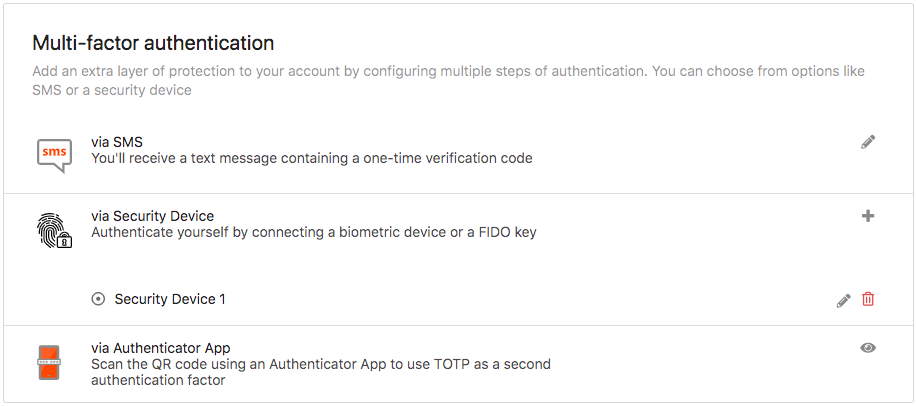 Multi-factor authentication
Add an extra layer of protection to your account by configuring multiple steps of authentication. You can choose from options like
SMS or a security device
sms
via SMS
You'll receive a text message containing a one-time verification code
via Security Device
Authenticate yourself by connecting a biometric device or a FIDO key
Security Device 1
via Authenticator App
Scan the QR code using an Authenticator App to use TOTP as a second
authentication factor